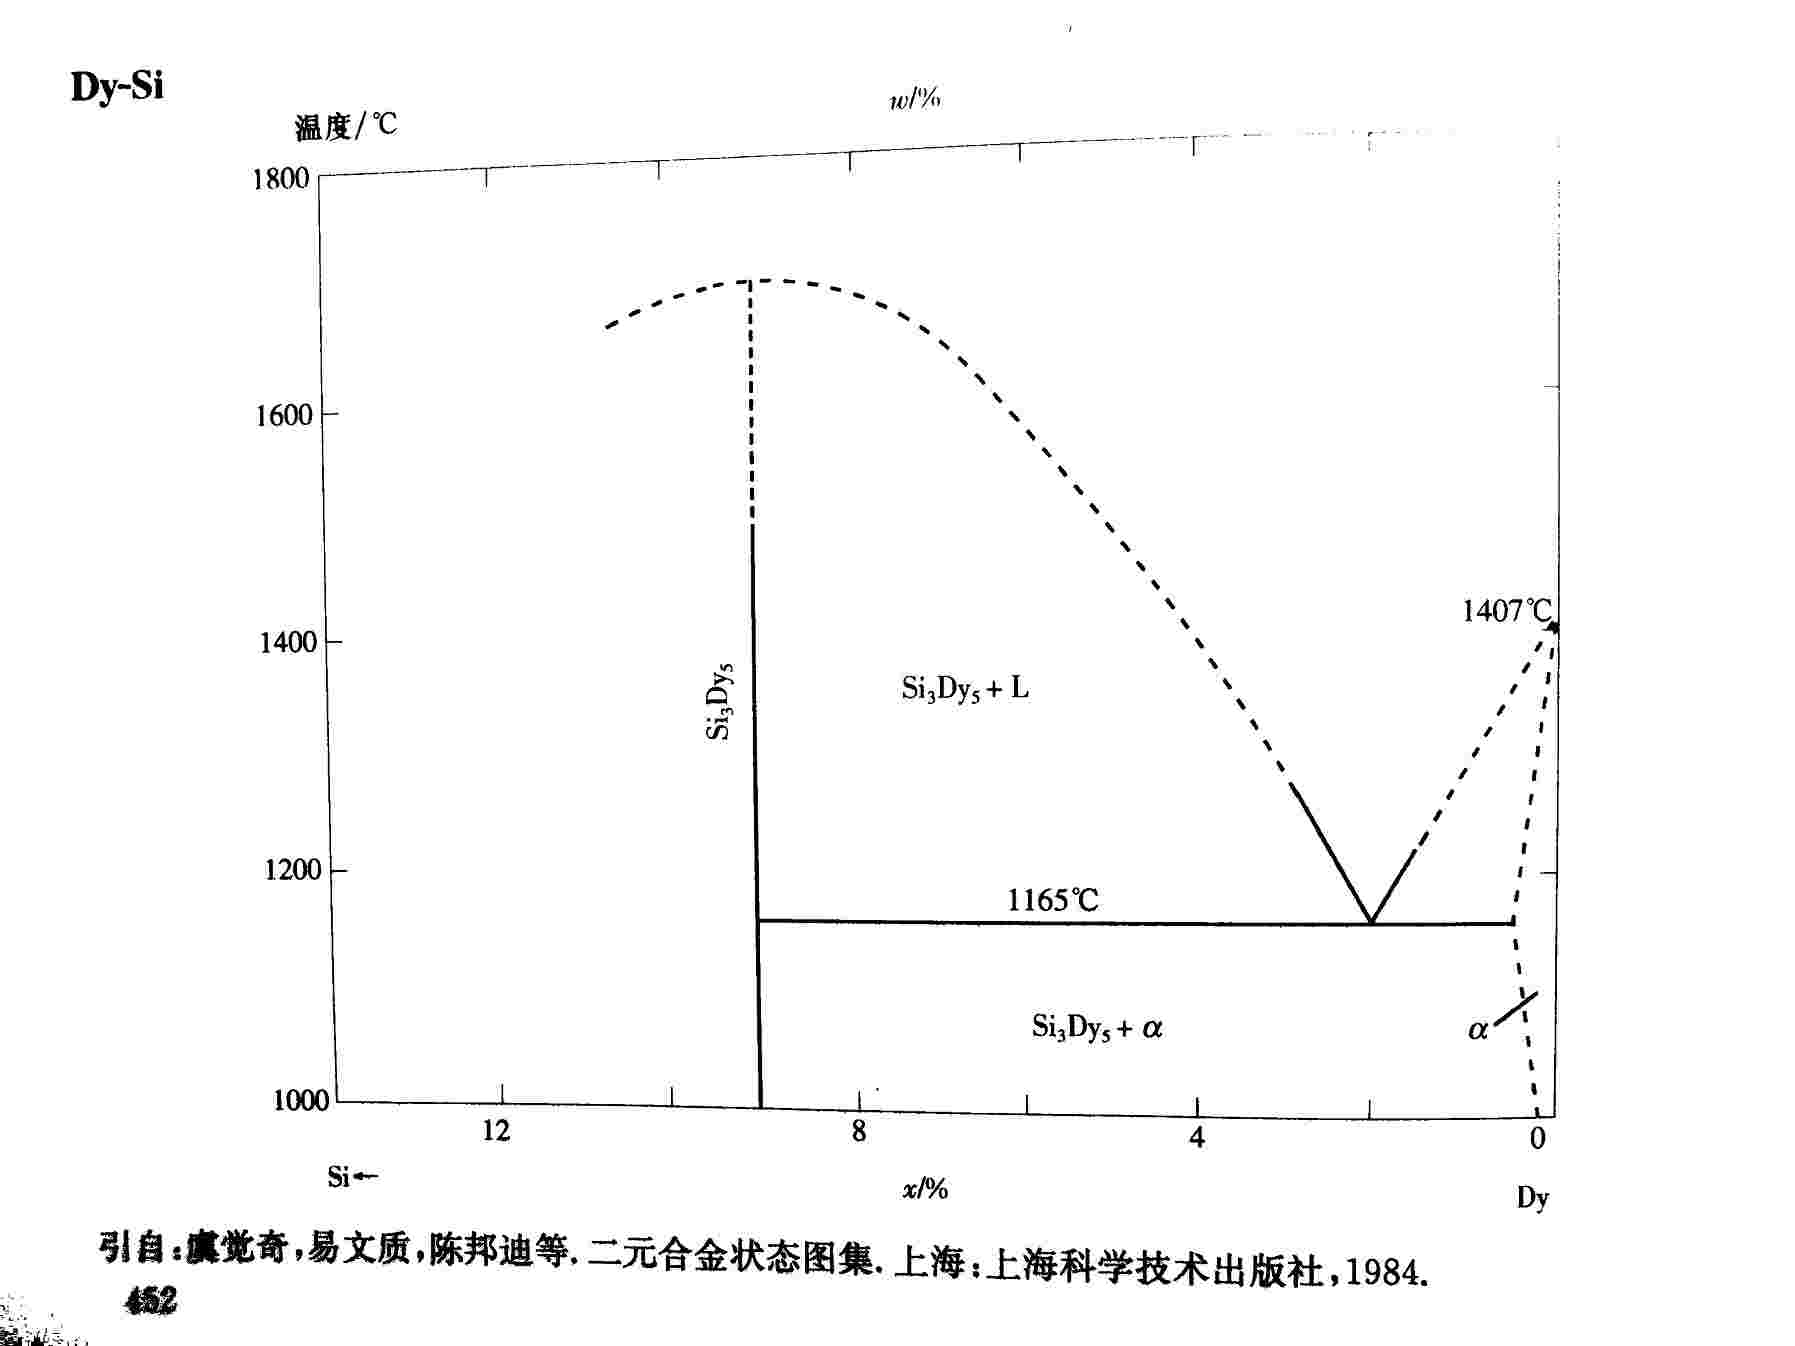 Dy-Si
w/%
温度/℃
1800
1600
1400
1200
1000
1407℃
Si₃Dy₅
Si₃Dy₅ + L
1165℃
Si₃Dy₅ + α
α
12
8
4
0
Si←
x/%
Dy
引自:虞觉奇,易文质,陈邦迪等. 二元合金状态图集. 上海:上海科学技术出版社,1984.
452